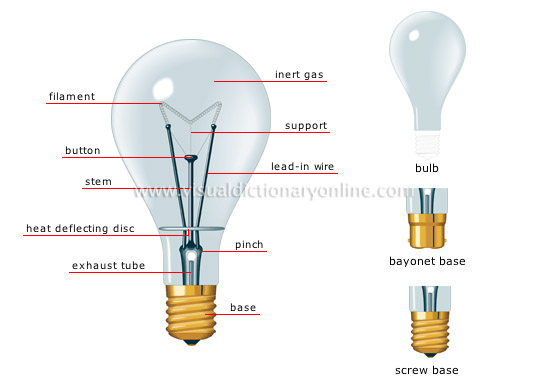 inert gas
filament
support
button
lead-in wire
stem
www.visualdictionaryonline.com
heat deflecting disc
pinch
exhaust tube
base
bulb
bayonet base
screw base